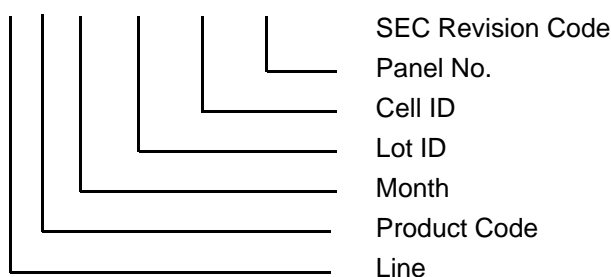 SEC Revision Code
Panel No.
Cell ID
Lot ID
Month
Product Code
Line